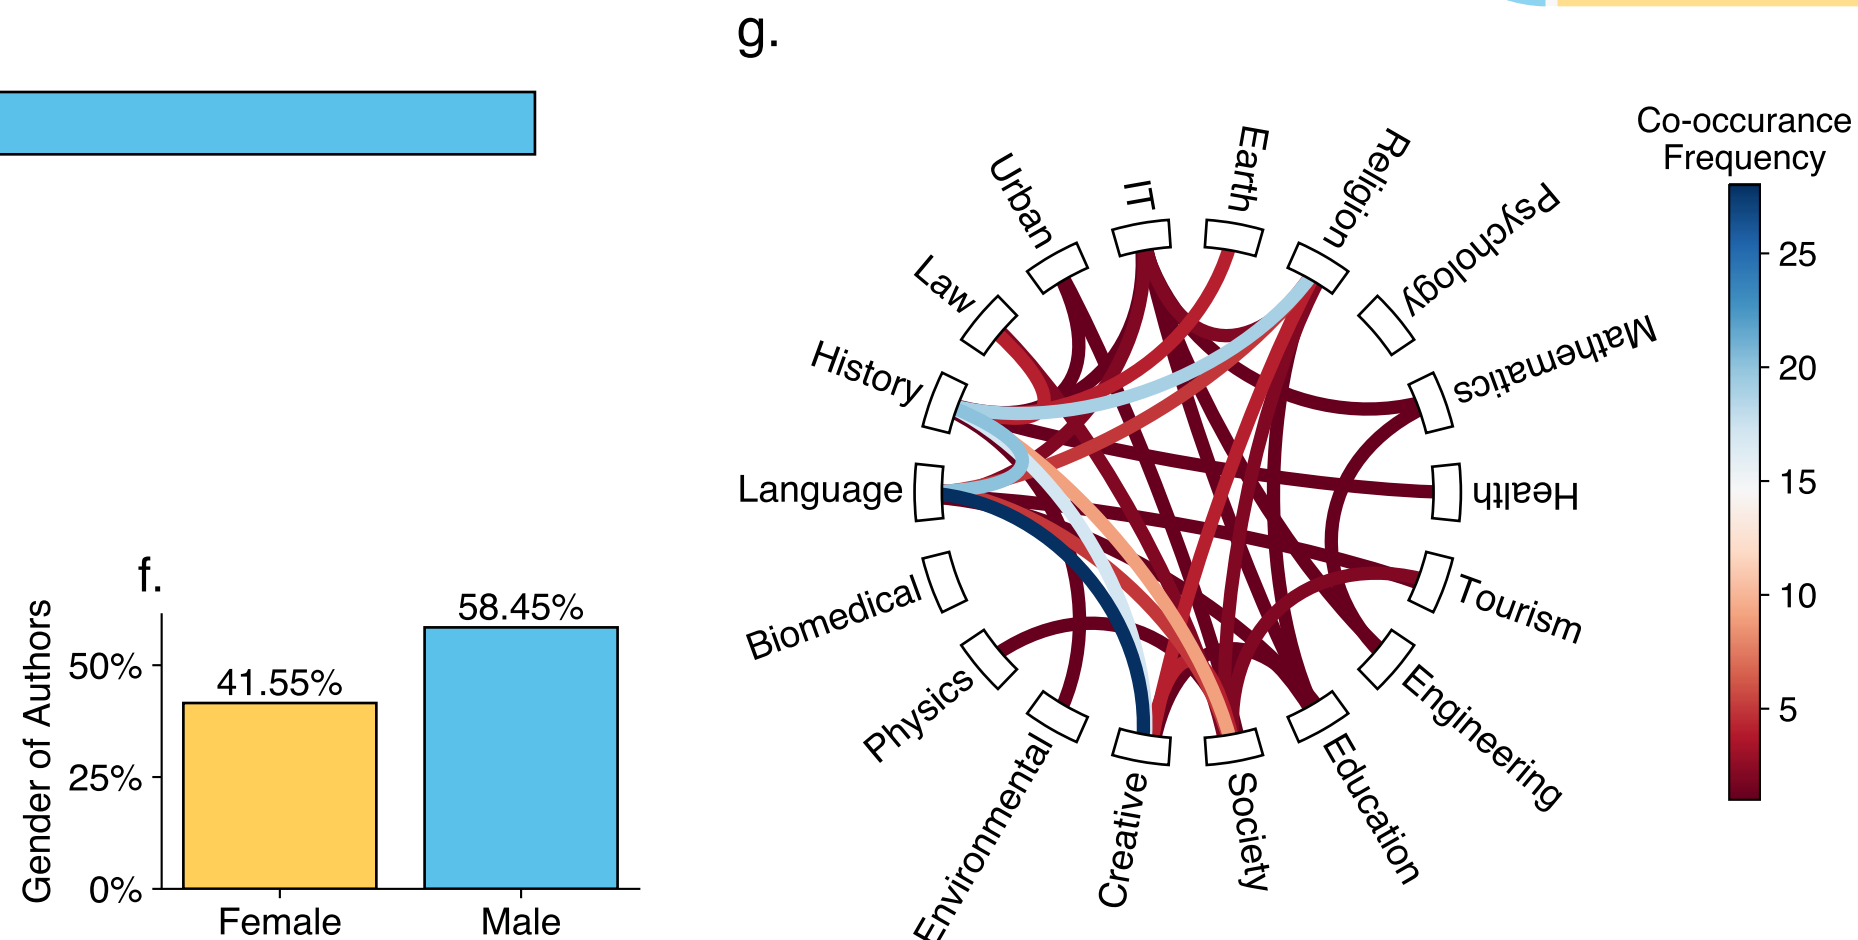 g.
Co-occurance
Frequency
25
20
15
10
5
Earth
Religion
IT
Urban
Psychology
Law
Mathematics
History
Language
Health
Biomedical
Tourism
Physics
Engineering
Environmental
Creative
Society
Education
f.
Gender of Authors
58.45%
41.55%
50%
25%
0%
Female
Male